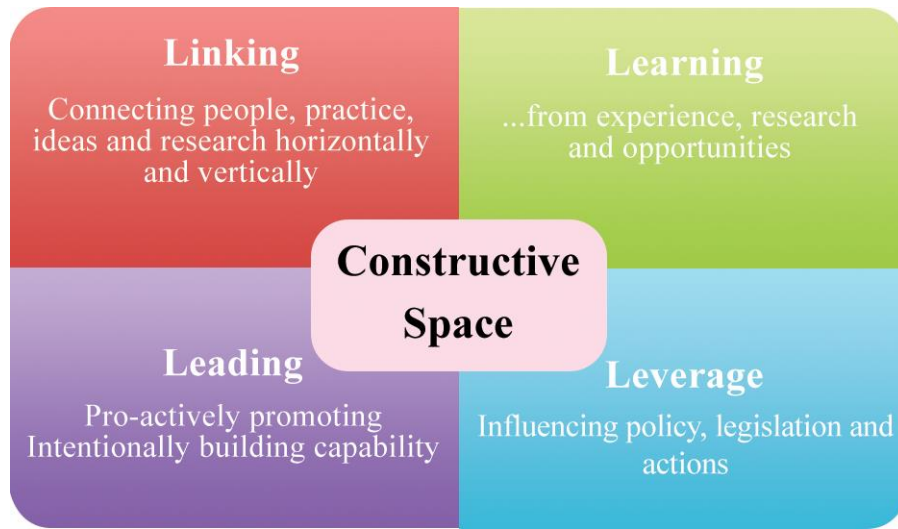 Linking
Connecting people, practice,
ideas and research horizontally
and vertically
Learning
...from experience, research
and opportunities
Constructive
Space
Leading
Pro-actively promoting
Intentionally building capability
Leverage
Influencing policy, legislation and
actions